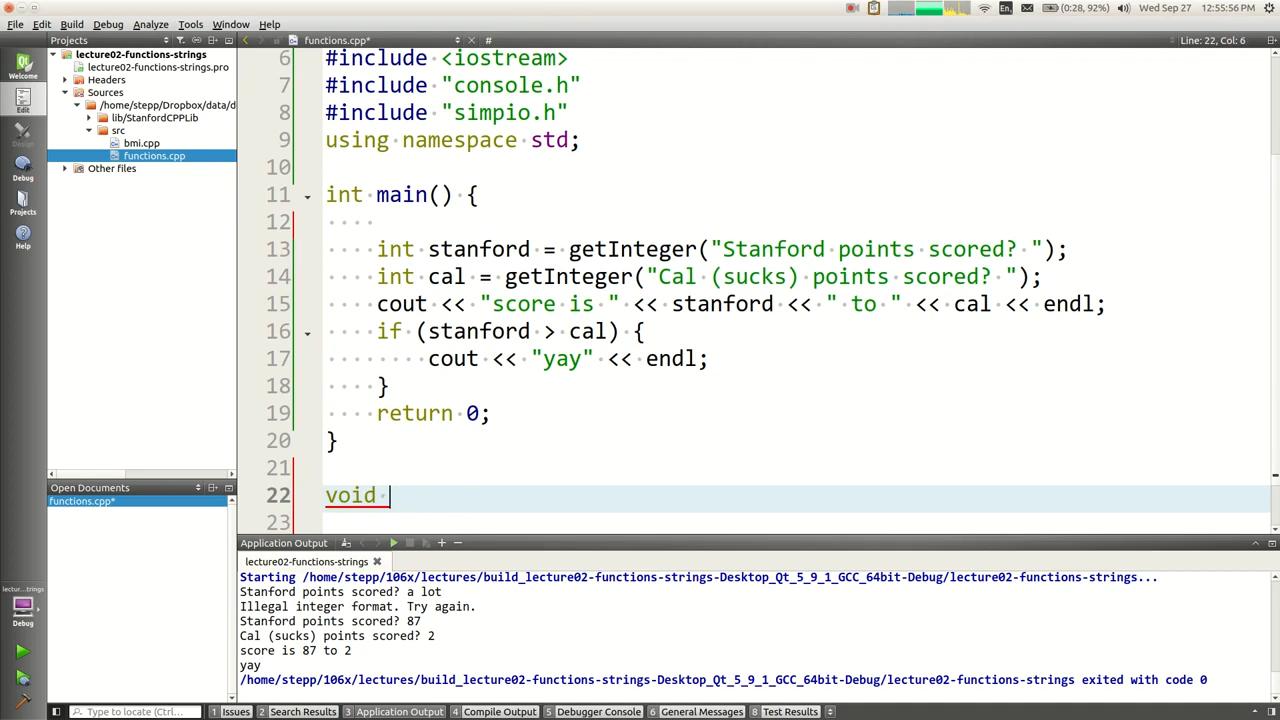 (0:28, 92%) Wed Sep 27 12:55:56 PM
En
File Edit Build Debug Analyze Tools Window Help
Projects functions.cpp* # Line: 22, Col: 6
Welcome
Edit
Design
Debug
Projects
Help
lecture02-functions-strings
lecture02-functions-strings.pro
Headers
Sources
/home/stepp/Dropbox/data/d
lib/StanfordCPPLib
src
bmi.cpp
functions.cpp
Other files
Open Documents
functions.cpp*
6 #include <iostream>
7 #include "console.h"
8 #include "simpio.h"
9 using namespace std;
10
11 int main() {
12
13 int stanford = getInteger("Stanford points scored? ");
14 int cal = getInteger("Cal (sucks) points scored? ");
15 cout << "score is " << stanford << " to " << cal << endl;
16 if (stanford > cal) {
17 cout << "yay" << endl;
18 }
19 return 0;
20 }
21
22 void
23
Application Output
lecture02-functions-strings
Starting /home/stepp/106x/lectures/build_lecture02-functions-strings-Desktop_Qt_5_9_1_GCC_64bit-Debug/lecture02-functions-strings...
Stanford points scored? a lot
Illegal integer format. Try again.
Stanford points scored? 87
Cal (sucks) points scored? 2
score is 87 to 2
yay
/home/stepp/106x/lectures/build_lecture02-functions-strings-Desktop_Qt_5_9_1_GCC_64bit-Debug/lecture02-functions-strings exited with code 0
lectur...trings
Debug
Type to locate (Ctrl... 1 Issues 2 Search Results 3 Application Output 4 Compile Output 5 Debugger Console 6 General Messages 8 Test Results